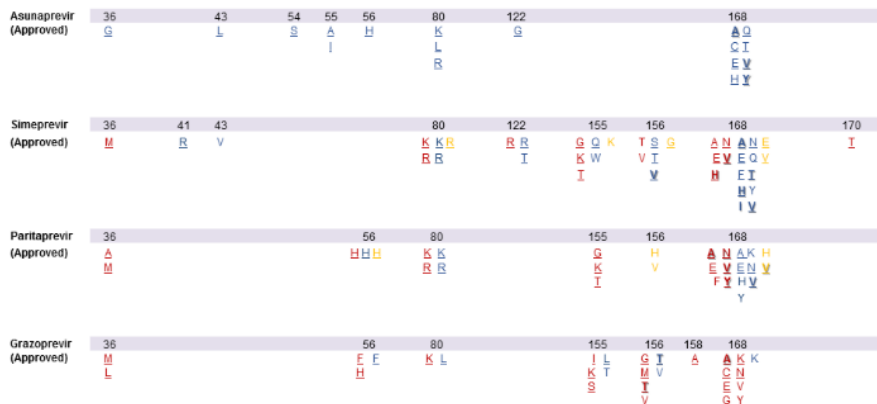 Asunaprevir 36 43 54 55 56 80 122 168
(Approved) G L S A H K G A Q
I L C T
R E V
H Y
Simeprevir 36 41 43 80 122 155 156 168 170
(Approved) M R V K K R R R G Q K T S G A N A N E T
R R T K W V T E V E Q V
T V H F T
H Y
I V
Paritaprevir 36 56 80 155 156 168
(Approved) A H H H K K G H A N A K H
M R R K V E V E N V
T F Y H V
Y
Grazoprevir 36 56 80 155 156 158 168
(Approved) M F F K L I L G T A A K K
L H K T M V C N
S T E V
V G Y